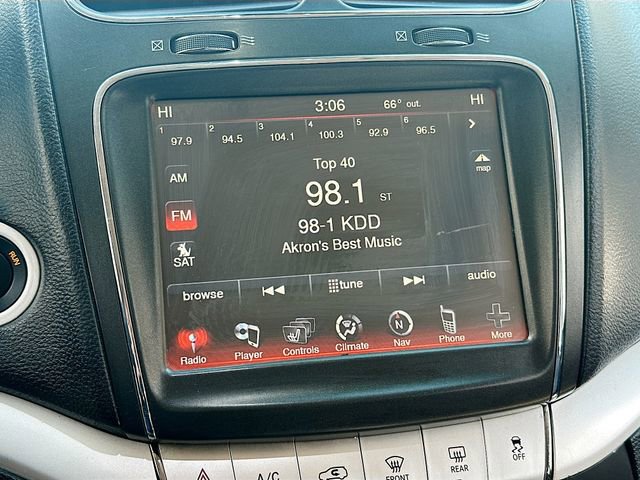 HI 3:06 66° out. HI
1 97.9 2 94.5 3 104.1 4 100.3 5 92.9 6 96.5 >
Top 40
map
AM
98.1 ST
FM
98-1 KDD
Akron's Best Music
SAT
browse tune audio
Radio Player Controls Climate Nav Phone More
N
RUN
A/C FRONT REAR OFF